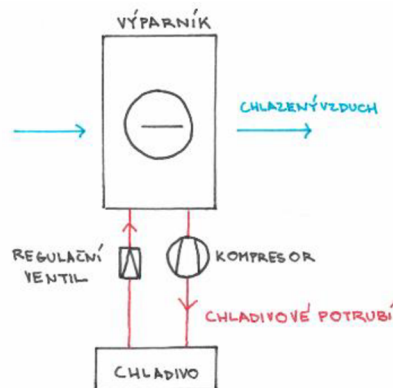 VÝPARNÍK
CHLAZENÝ VZDUCH
REGULAČNÍ
VENTIL
KOMPRESOR
CHLADIVOVÉ POTRUBÍ
CHLADIVO